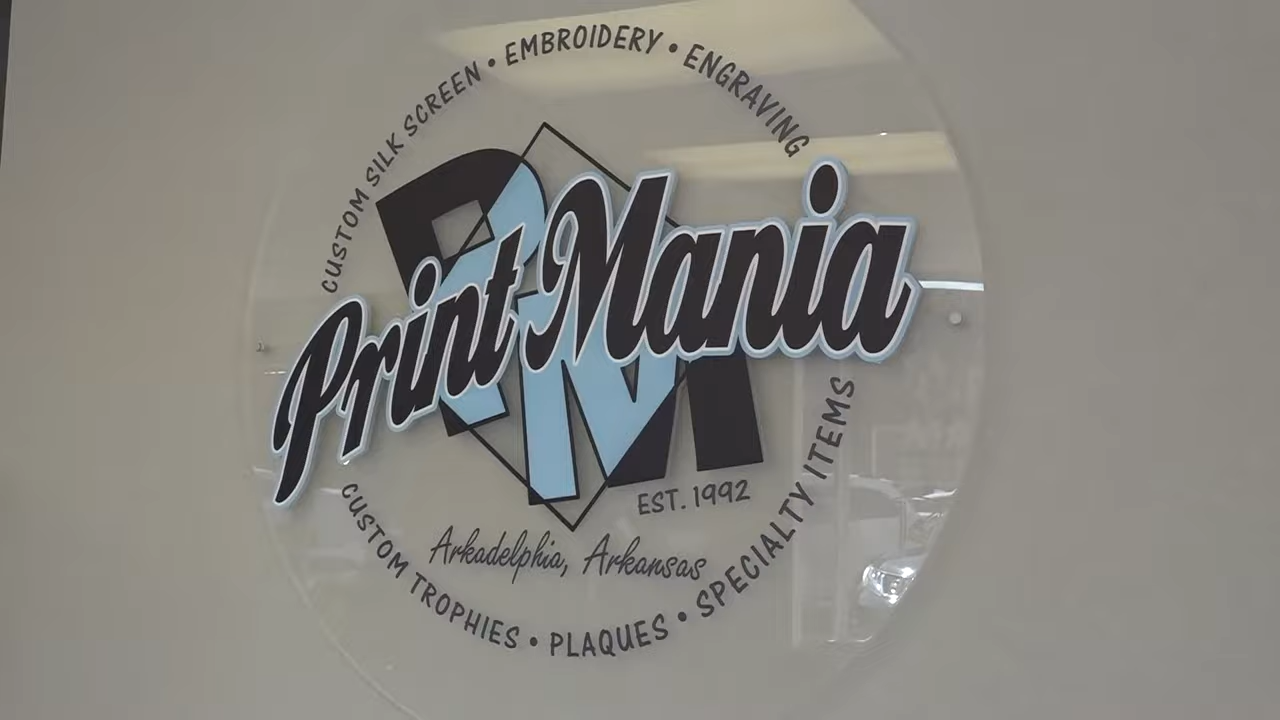 CUSTOM SILK SCREEN • EMBROIDERY • ENGRAVING
PM
Print Mania
EST. 1992
Arkadelphia, Arkansas
CUSTOM TROPHIES • PLAQUES • SPECIALTY ITEMS